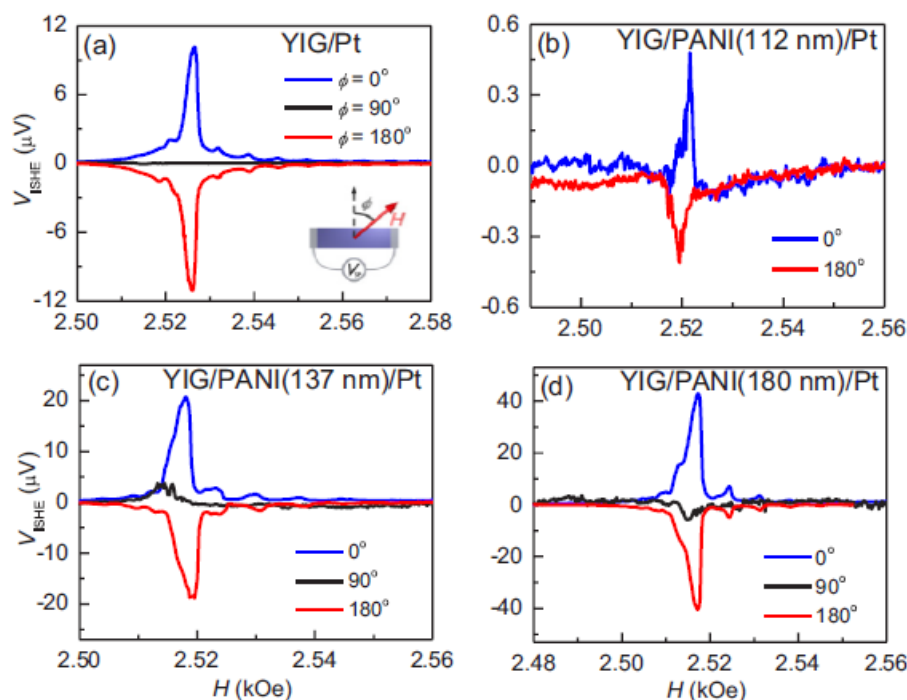 (a) YIG/Pt
ϕ = 0°
ϕ = 90°
ϕ = 180°
V_ISHE (μV)
12
6
0
-6
-12
2.50 2.52 2.54 2.56 2.58
ϕ
H
(b) YIG/PANI(112 nm)/Pt
0.6
0.3
0.0
-0.3
-0.6
0°
180°
2.50 2.52 2.54 2.56
(c) YIG/PANI(137 nm)/Pt
V_ISHE (μV)
20
10
0
-10
-20
0°
90°
180°
2.50 2.52 2.54 2.56
H (kOe)
(d) YIG/PANI(180 nm)/Pt
40
20
0
-20
-40
0°
90°
180°
2.48 2.50 2.52 2.54 2.56
H (kOe)